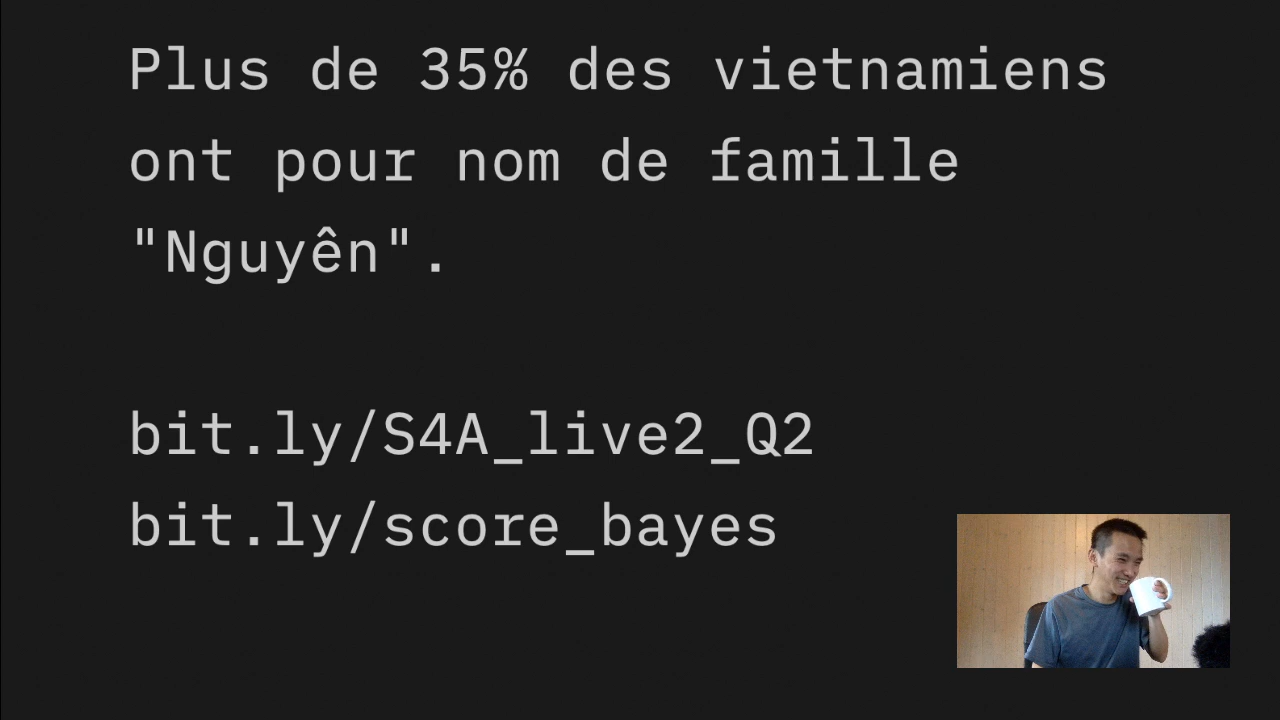 Plus de 35% des vietnamiens
ont pour nom de famille
"Nguyên".
bit.ly/S4A_live2_Q2
bit.ly/score_bayes